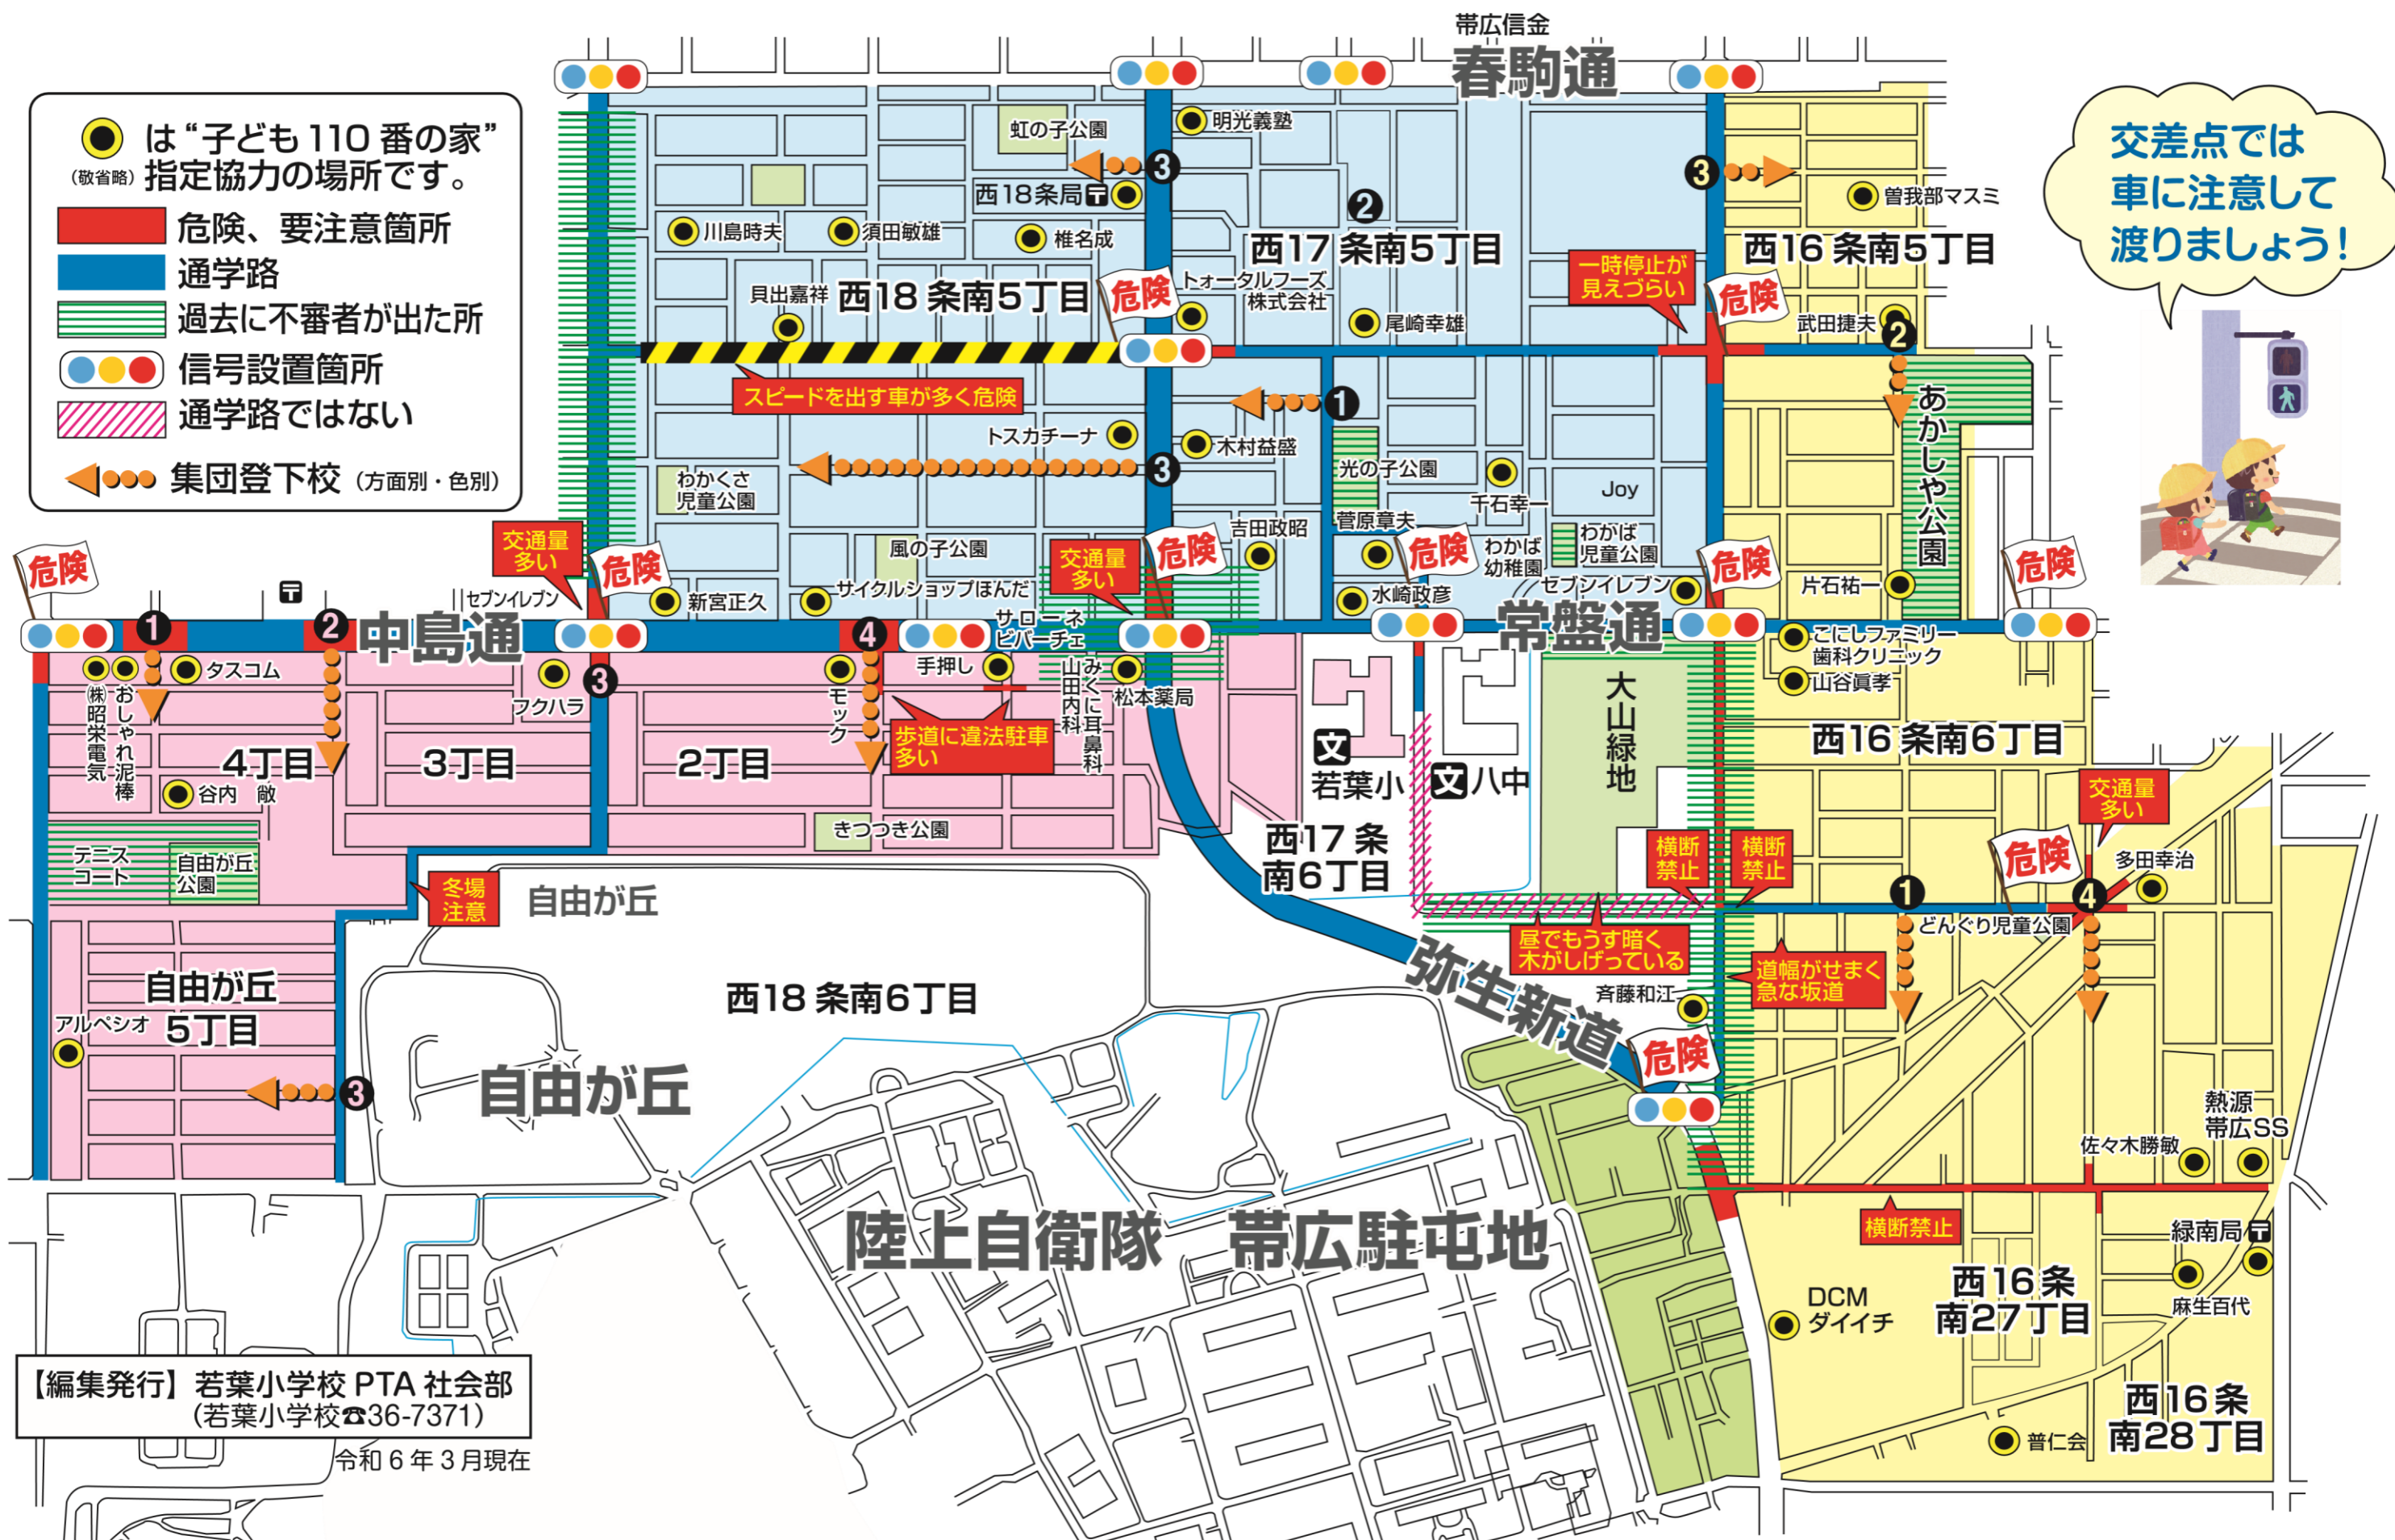 帯広信金
春駒通
は“子ども110番の家”
(敬省略)
指定協力の場所です。
危険、要注意箇所
通学路
過去に不審者が出た所
信号設置箇所
通学路ではない
集団登下校(方面別・色別)
交差点では
車に注意して
渡りましょう!
虹の子公園
3
西18条局〒
川島時夫
須田敏雄
椎名成
貝出嘉祥
西18条南5丁目
危険
スピードを出す車が多く危険
トスカチーナ
3
わかくさ
児童公園
風の子公園
交通量
多い
危険
新宮正久
サイクルショップほんだ
交通量
多い
危険
明光義塾
2
西17条南5丁目
トォータルフーズ
株式会社
尾崎幸雄
一時停止が
見えづらい
危険
1
木村益盛
光の子公園
千石幸一
Joy
吉田政昭
菅原章夫
危険
わかば
幼稚園
わかば
児童公園
水崎政彦
セブンイレブン
危険
常盤通
3
曽我部マスミ
西16条南5丁目
武田捷夫
2
あかしや公園
片石祐一
危険
こにしファミリー
歯科クリニック
山谷眞孝
西16条南6丁目
危険
〒
セブンイレブン
中島通
1
2
3
4
サローネ
ビバーチェ
手押し
㈱昭栄電気
おしゃれ泥棒
タスコム
フクハラ
モック
山田内科
みくに耳鼻科
松本薬局
歩道に違法駐車
多い
4丁目
3丁目
2丁目
谷内 敞
きつつき公園
テニス
コート
自由が丘
公園
冬場
注意
自由が丘
自由が丘
5丁目
アルペシオ
3
自由が丘
西18条南6丁目
文
若葉小
文八中
大山緑地
西17条
南6丁目
横断
禁止
横断
禁止
昼でもうす暗く
木がしげっている
弥生新道
斉藤和江
危険
道幅がせまく
急な坂道
交通量
多い
危険
多田幸治
1
4
どんぐり児童公園
熱源
帯広SS
佐々木勝敏
横断禁止
緑南局〒
麻生百代
西16条
南27丁目
DCM
ダイイチ
西16条
南28丁目
普仁会
陸上自衛隊 帯広駐屯地
【編集発行】若葉小学校PTA社会部
(若葉小学校☎36-7371)
令和6年3月現在